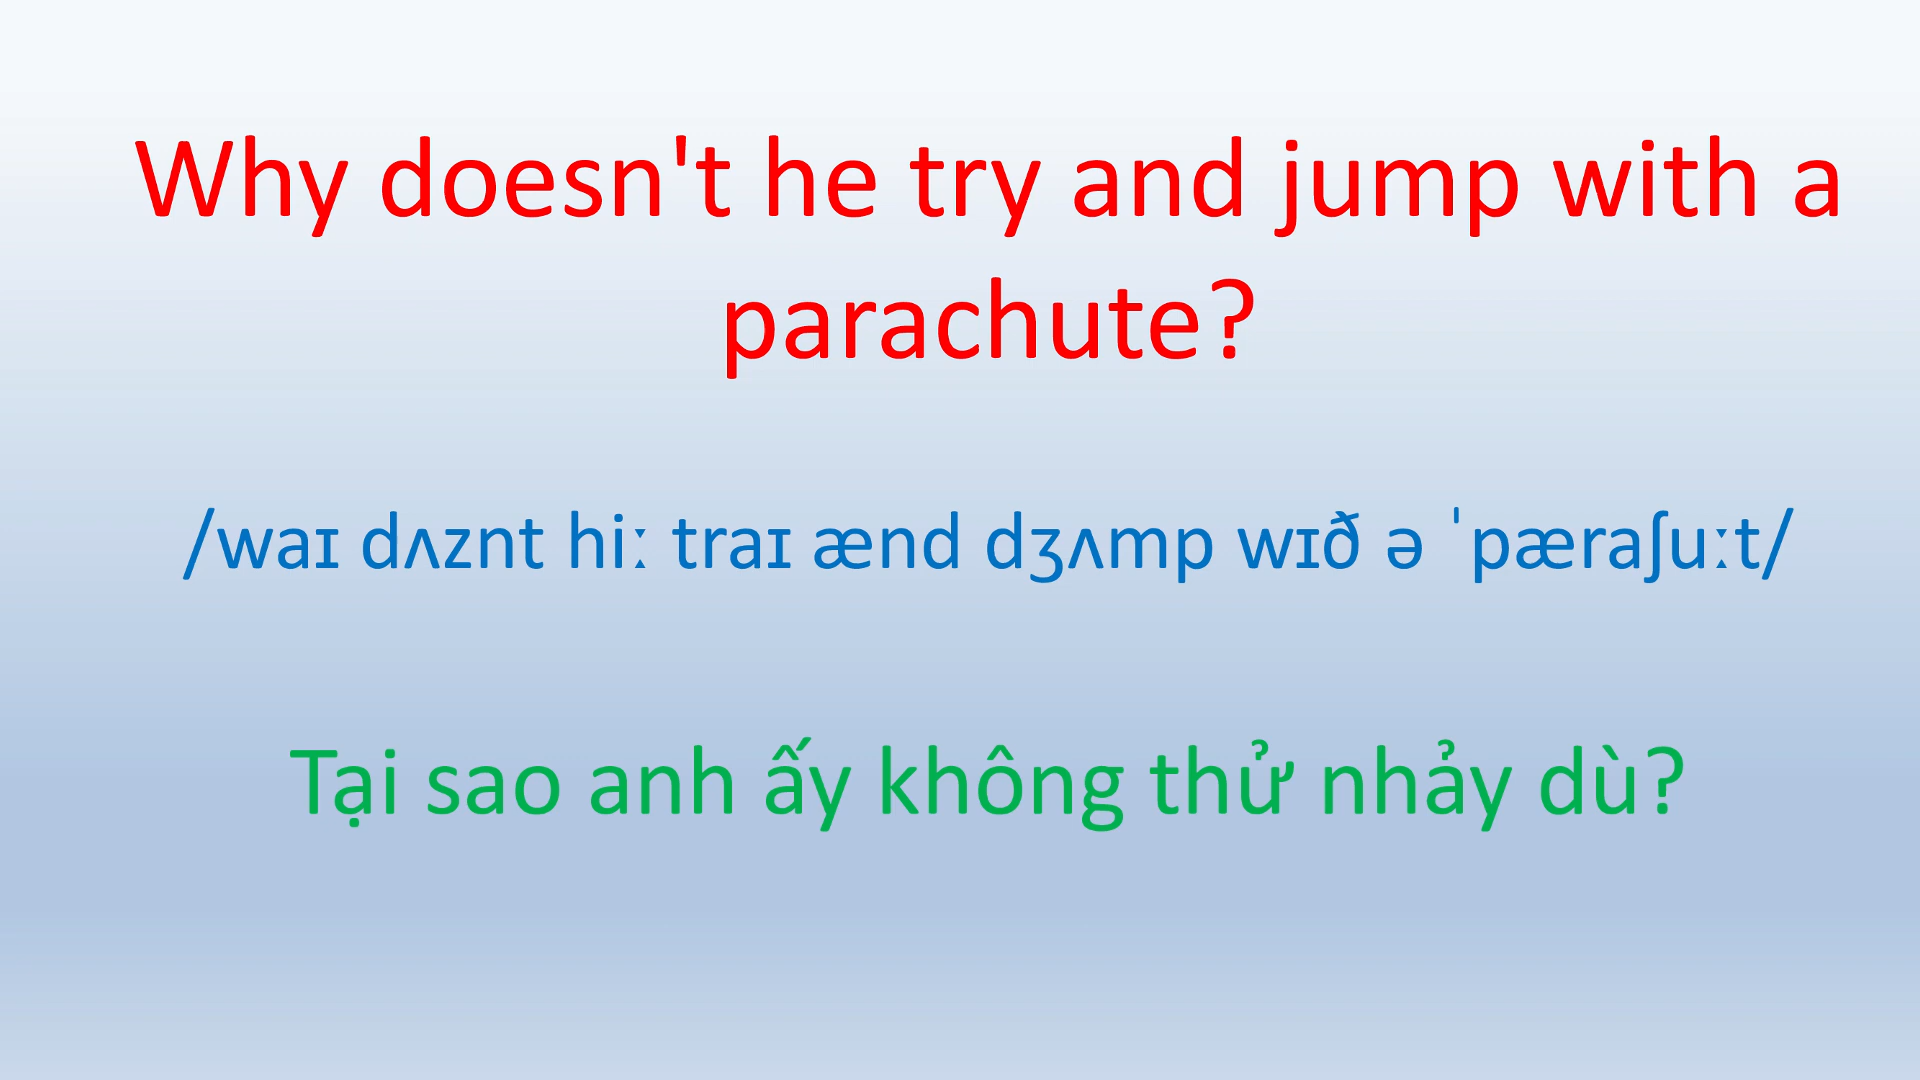 Why doesn't he try and jump with a
parachute?
/waɪ dʌznt hiː traɪ ænd dʒʌmp wɪð ə ˈpæraʃuːt/
Tại sao anh ấy không thử nhảy dù?